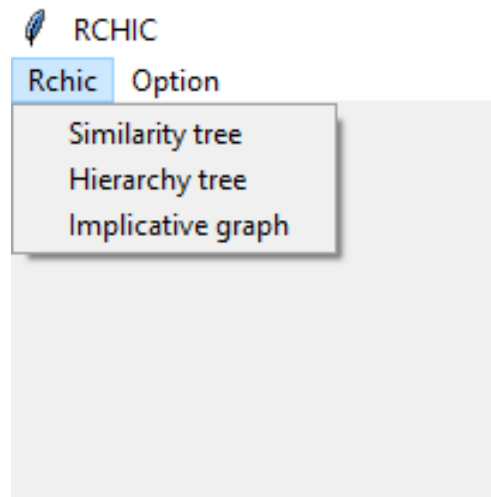 RCHIC
Rchic Option
Similarity tree
Hierarchy tree
Implicative graph